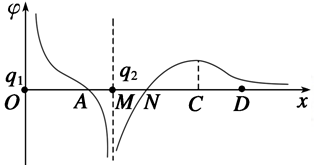 φ
q₁ q₂
O A M N C D x